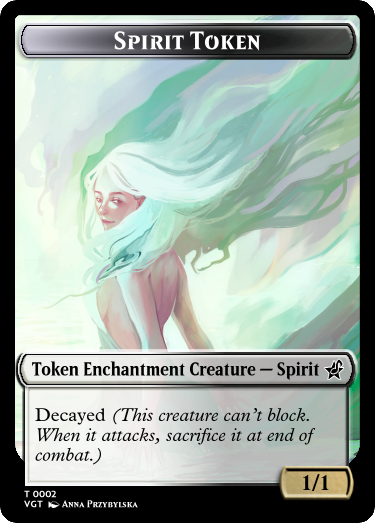 Spirit Token
Token Enchantment Creature — Spirit
Decayed (This creature can't block.
When it attacks, sacrifice it at end of
combat.)
1/1
T 0002
VGT Anna Przybylska